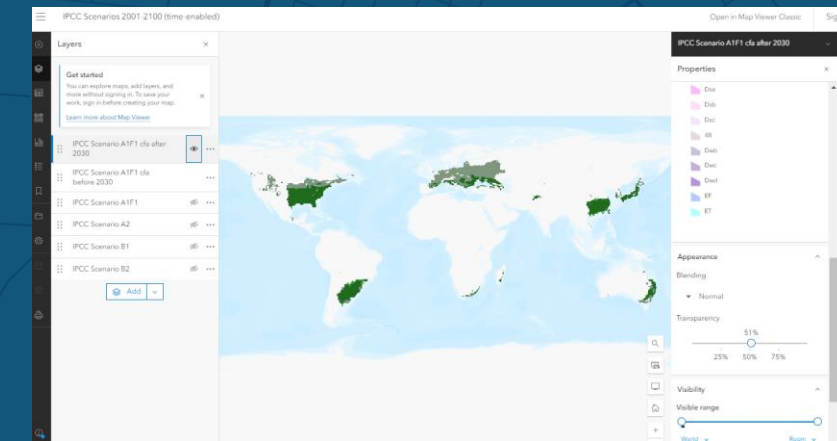 IPCC Scenarios 2001-2100 (time-enabled)
Open in Map Viewer Classic
Sig
Layers
Get started
You can explore maps, add layers, and
more without signing in. To save your
work, sign in before creating your map.
Learn more about Map Viewer
IPCC Scenario A1F1 cfa after
2030
IPCC Scenario A1F1 cfa
before 2030
IPCC Scenario A1F1
IPCC Scenario A2
IPCC Scenario B1
IPCC Scenario B2
Add
IPCC Scenario A1F1 cfa after 2030
Properties
Dsb
Dsc
Dwb
Dwc
Dwd
EF
ET
Appearance
Blending
Normal
Transparency
51%
25% 50% 75%
Visibility
Visible range
World
Room